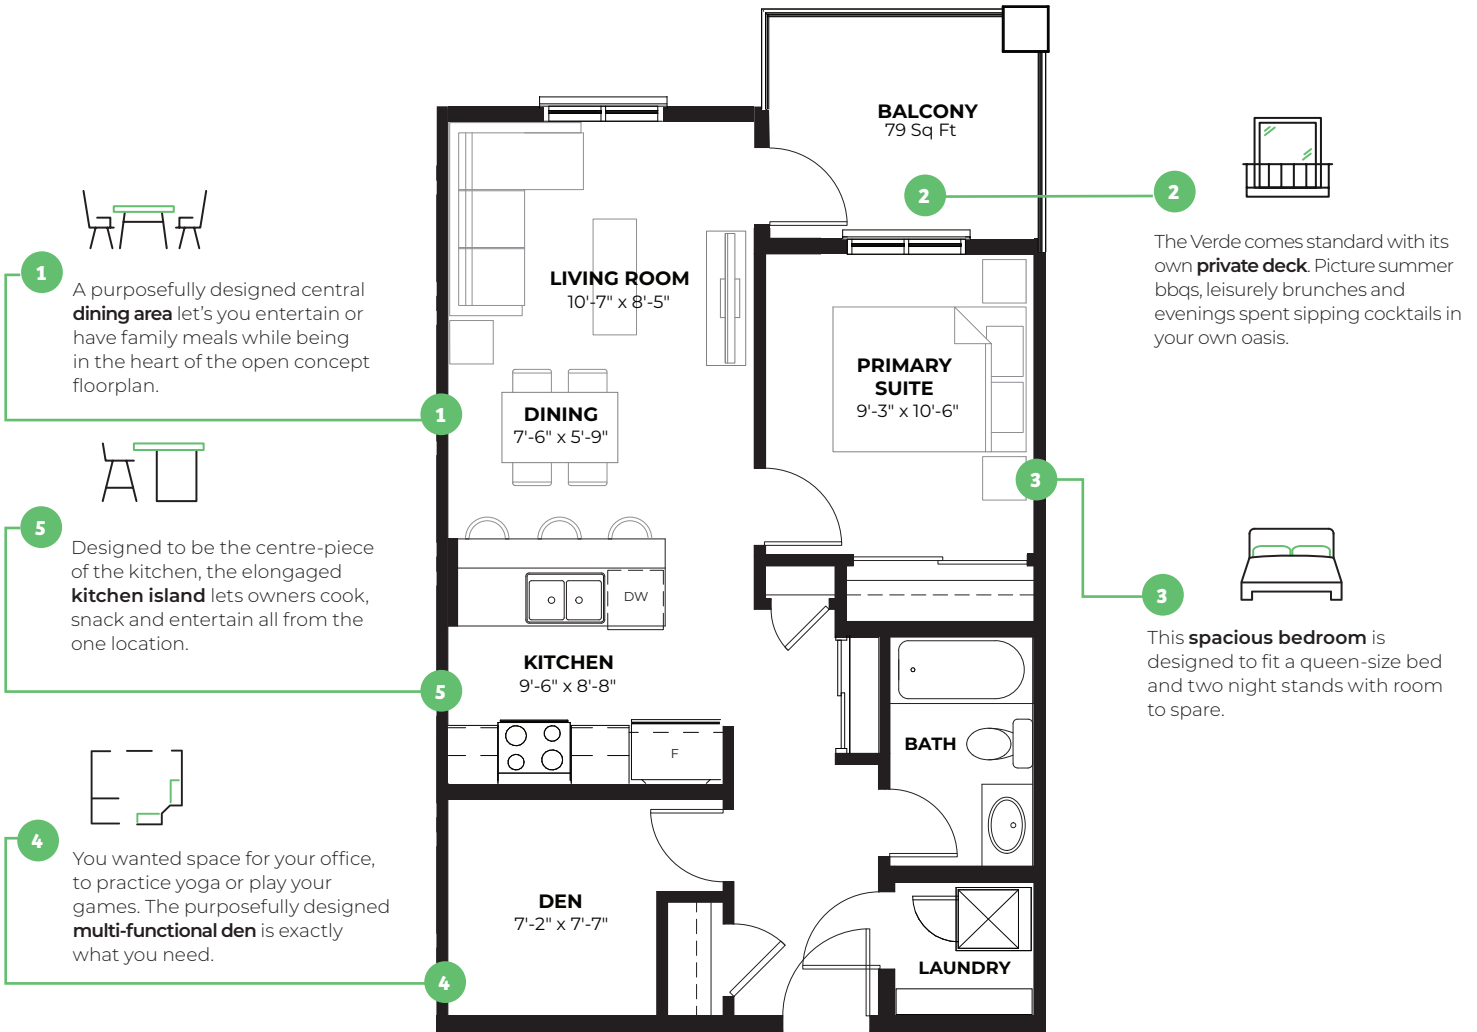 1
A purposefully designed central
dining area let's you entertain or
have family meals while being
in the heart of the open concept
floorplan.
5
Designed to be the centre-piece
of the kitchen, the elongaged
kitchen island lets owners cook,
snack and entertain all from the
one location.
4
You wanted space for your office,
to practice yoga or play your
games. The purposefully designed
multi-functional den is exactly
what you need.
BALCONY
79 Sq Ft
2
LIVING ROOM
10'-7" x 8'-5"
PRIMARY
SUITE
9'-3" x 10'-6"
1
DINING
7'-6" x 5'-9"
3
DW
KITCHEN
9'-6" x 8'-8"
5
F
BATH
DEN
7'-2" x 7'-7"
LAUNDRY
4
2
The Verde comes standard with its
own private deck. Picture summer
bbqs, leisurely brunches and
evenings spent sipping cocktails in
your own oasis.
3
This spacious bedroom is
designed to fit a queen-size bed
and two night stands with room
to spare.